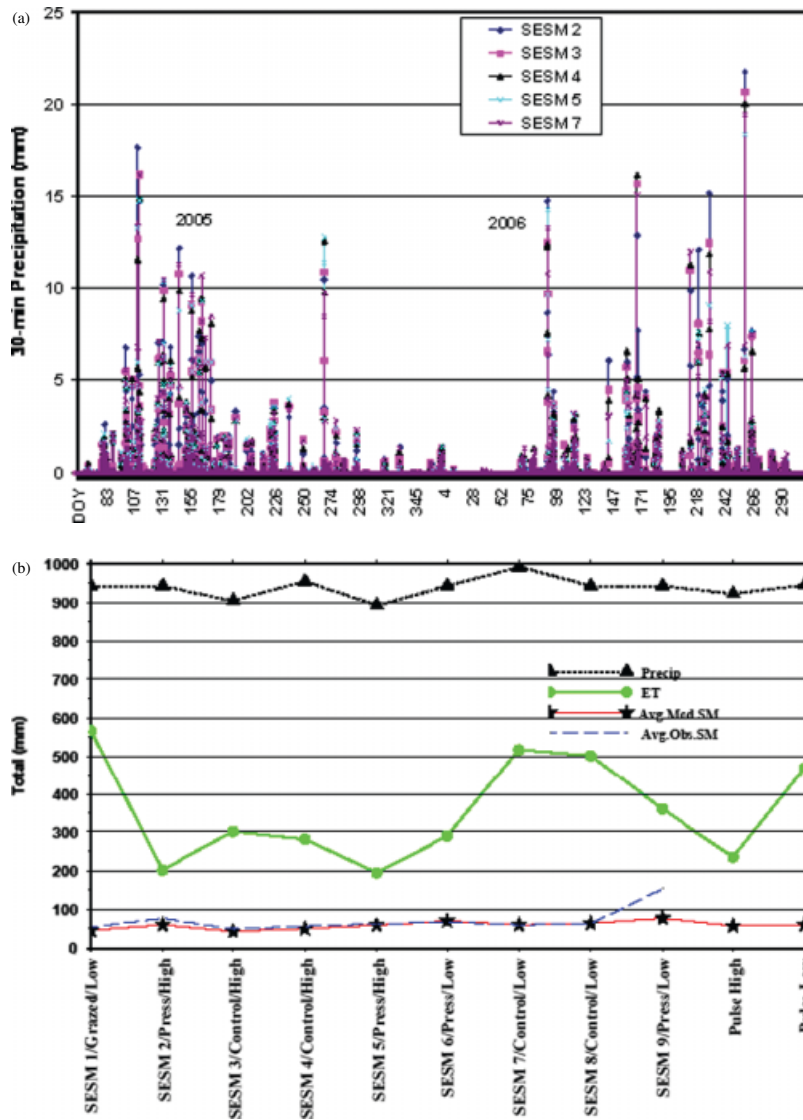 (a)
SESM 2
SESM 3
SESM 4
SESM 5
SESM 7
30-min Precipitation (mm)
25
20
15
10
5
0
2005
2006
DOY 83 107 131 155 178 202 226 250 274 298 321 345 4 28 52 75 99 123 147 171 195 218 242 266 290
(b)
Total (mm)
1000
900
800
700
600
500
400
300
200
100
0
Precip
ET
Avg.Mod.SM
Avg.Obs.SM
SESM 1/Grazed/Low
SESM 2/Press/High
SESM 3/Control/High
SESM 4/Control/High
SESM 5/Press/High
SESM 6/Press/Low
SESM 7/Control/Low
SESM 8/Control/Low
SESM 9/Press/Low
Pulse High